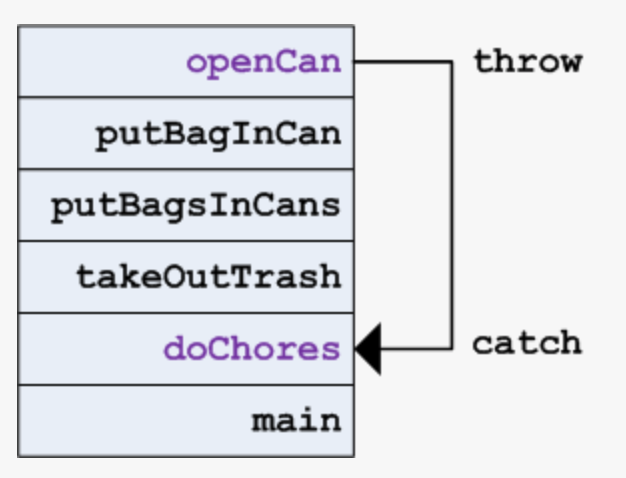 openCan throw
putBagInCan
putBagsInCans
takeOutTrash
doChores catch
main